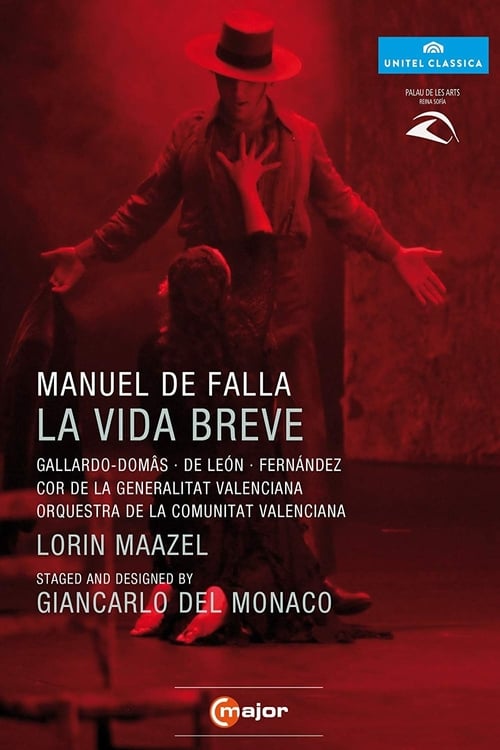 UNITEL CLASSICA
PALAU DE LES ARTS
REINA SOFÍA
MANUEL DE FALLA
LA VIDA BREVE
GALLARDO-DOMÂS · DE LEÓN · FERNÁNDEZ
COR DE LA GENERALITAT VALENCIANA
ORQUESTRA DE LA COMUNITAT VALENCIANA
LORIN MAAZEL
STAGED AND DESIGNED BY
GIANCARLO DEL MONACO
C major